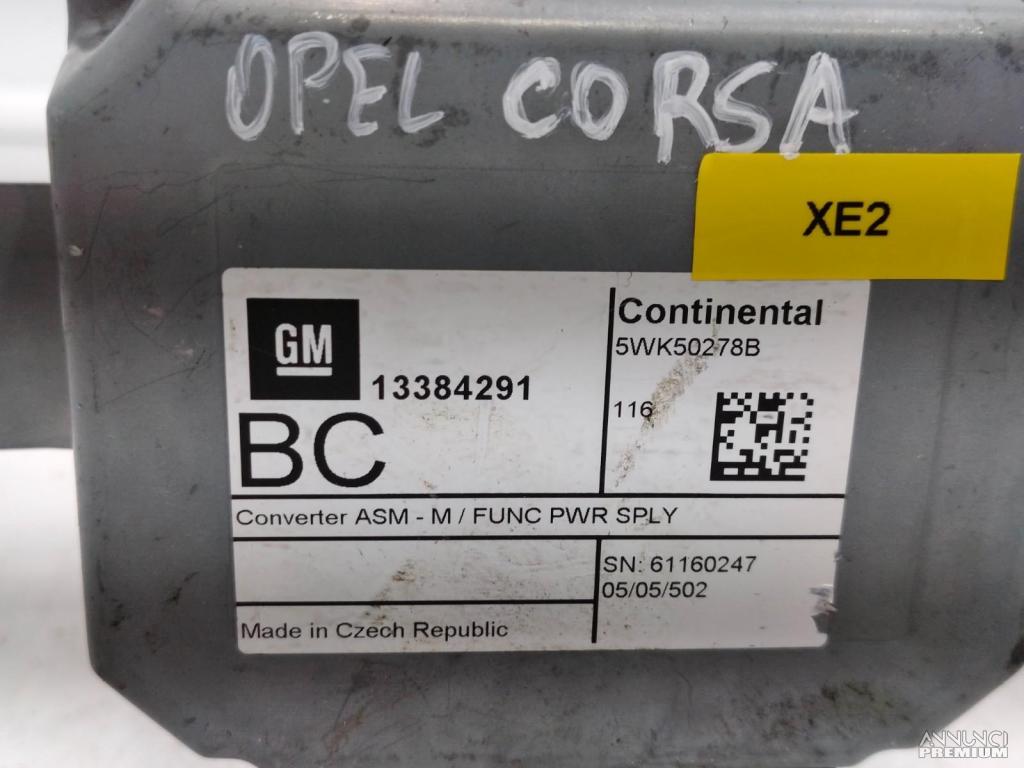 OPEL CORSA
XE2
GM
13384291
BC
Continental
5WK50278B
116
Converter ASM - M / FUNC PWR SPLY
SN: 61160247
05/05/502
Made in Czech Republic
ANNUNCI
PREMIUM